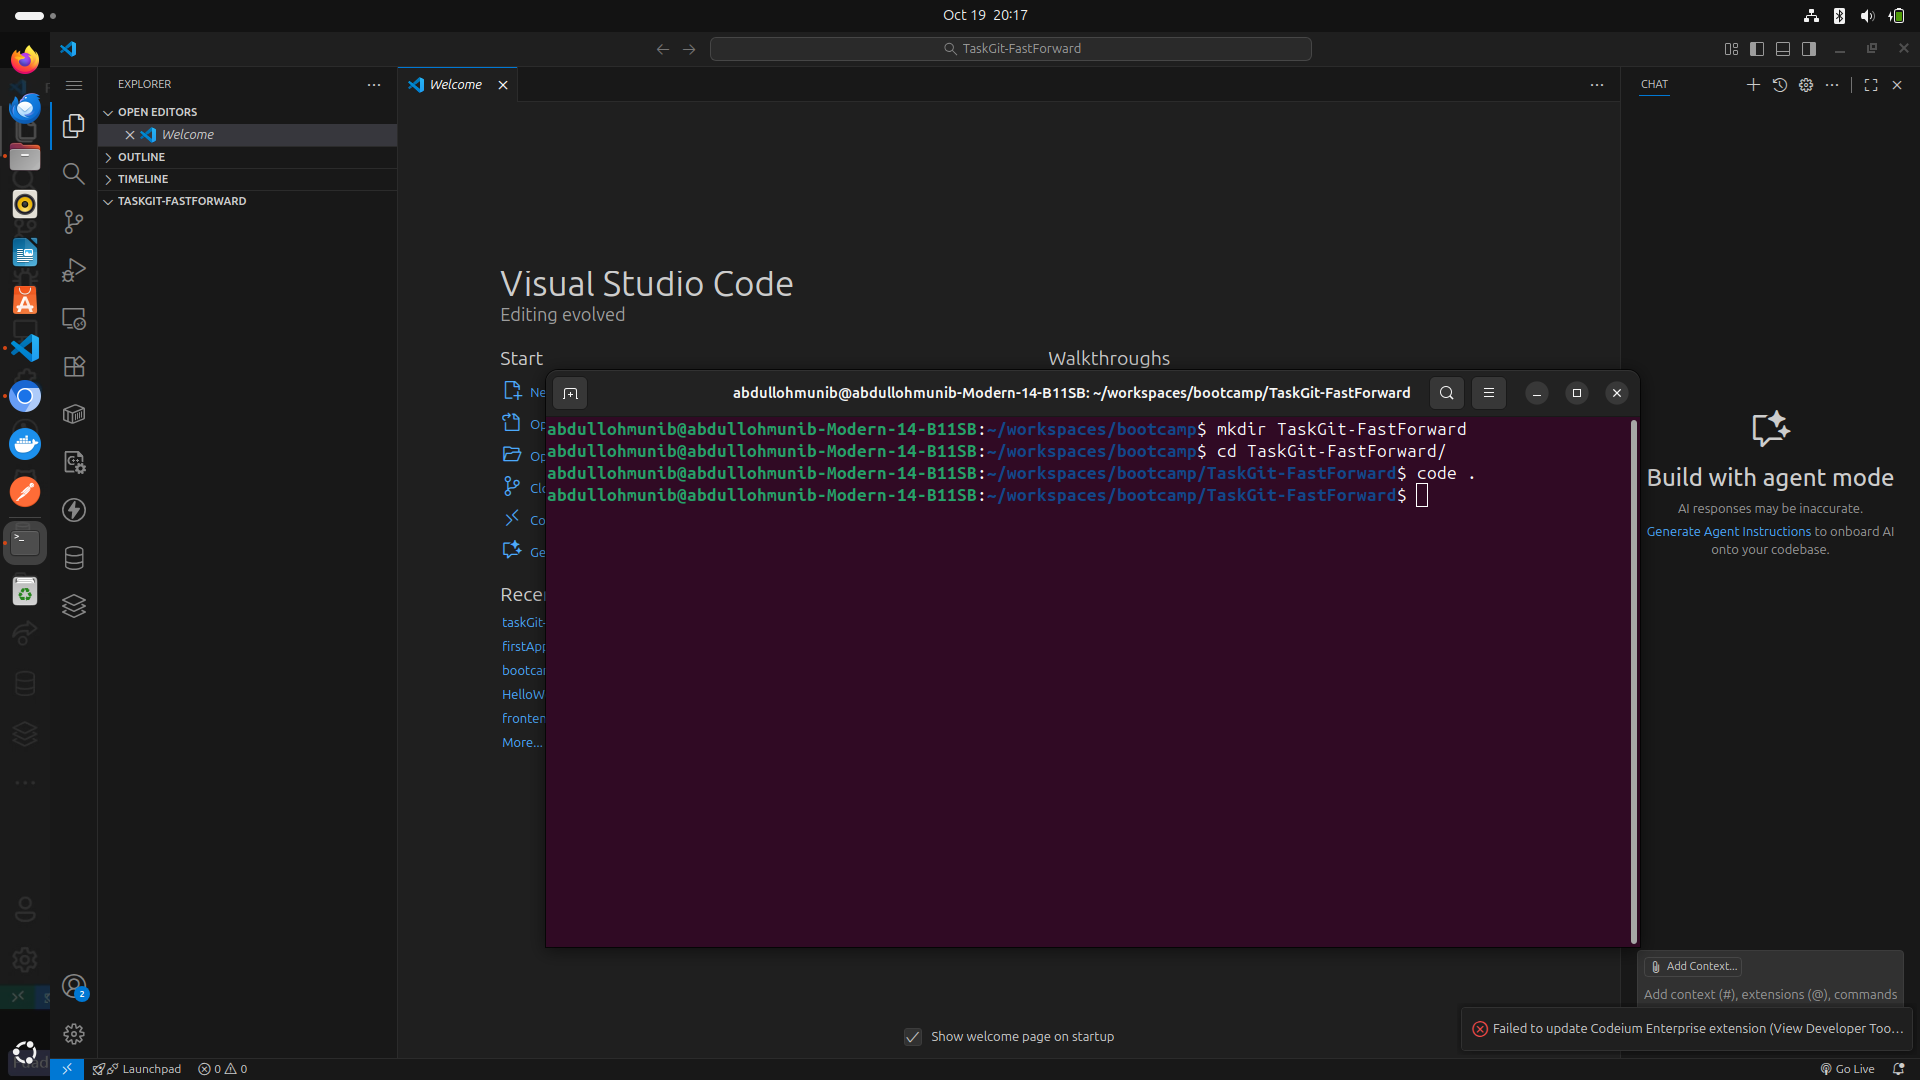 Oct 19 20:17
TaskGit-FastForward
EXPLORER
OPEN EDITORS
Welcome
OUTLINE
TIMELINE
TASKGIT-FASTFORWARD
Welcome
CHAT
Visual Studio Code
Editing evolved
Start
Walkthroughs
Ne
Op
Op
Clo
Co
Ge
Rece
taskGit-
firstApp
bootcam
HelloW
fronten
More...
abdullohmunib@abdullohmunib-Modern-14-B11SB: ~/workspaces/bootcamp/TaskGit-FastForward
abdullohmunib@abdullohmunib-Modern-14-B11SB:~/workspaces/bootcamp$ mkdir TaskGit-FastForward
abdullohmunib@abdullohmunib-Modern-14-B11SB:~/workspaces/bootcamp$ cd TaskGit-FastForward/
abdullohmunib@abdullohmunib-Modern-14-B11SB:~/workspaces/bootcamp/TaskGit-FastForward$ code .
abdullohmunib@abdullohmunib-Modern-14-B11SB:~/workspaces/bootcamp/TaskGit-FastForward$
Build with agent mode
AI responses may be inaccurate.
Generate Agent Instructions to onboard AI
onto your codebase.
Add Context...
Add context (#), extensions (@), commands
Failed to update Codeium Enterprise extension (View Developer Too...
Show welcome page on startup
2
Launchpad
0
0
Go Live